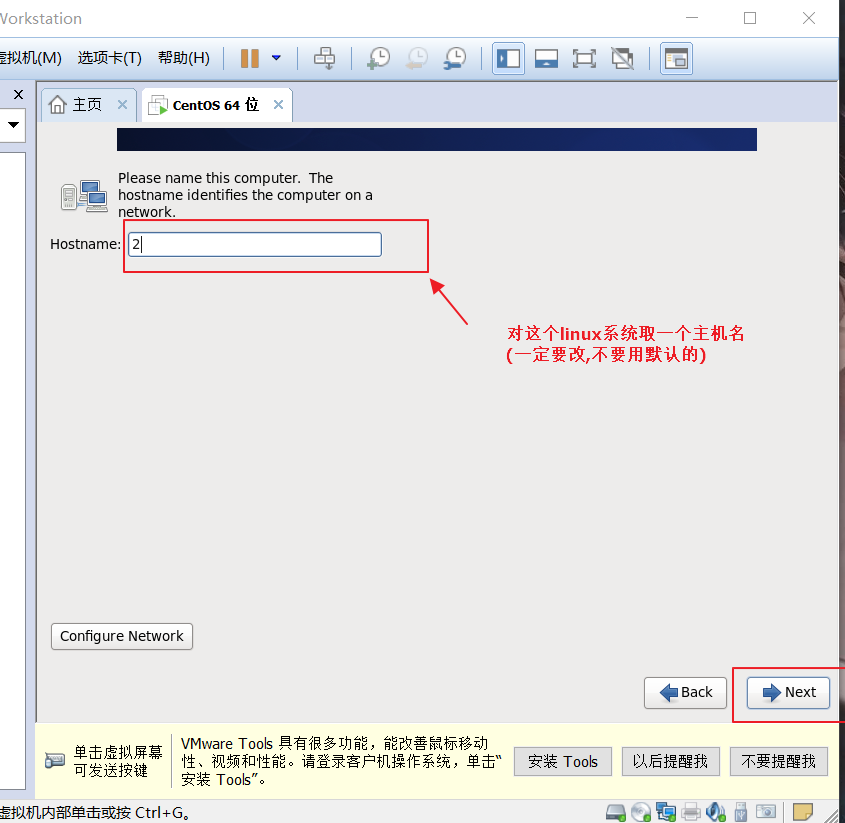 Workstation
虚拟机(M) 选项卡(T) 帮助(H)
主页 CentOS 64 位
Please name this computer. The
hostname identifies the computer on a
network.
Hostname: 2
对这个linux系统取一个主机名
(一定要改,不要用默认的)
Configure Network
Back Next
单击虚拟屏幕
可发送按键
VMware Tools 具有很多功能，能改善鼠标移动
性、视频和性能。请登录客户机操作系统，单击“
安装 Tools”。
安装 Tools 以后提醒我 不要提醒我
虚拟机内部单击或按 Ctrl+G。